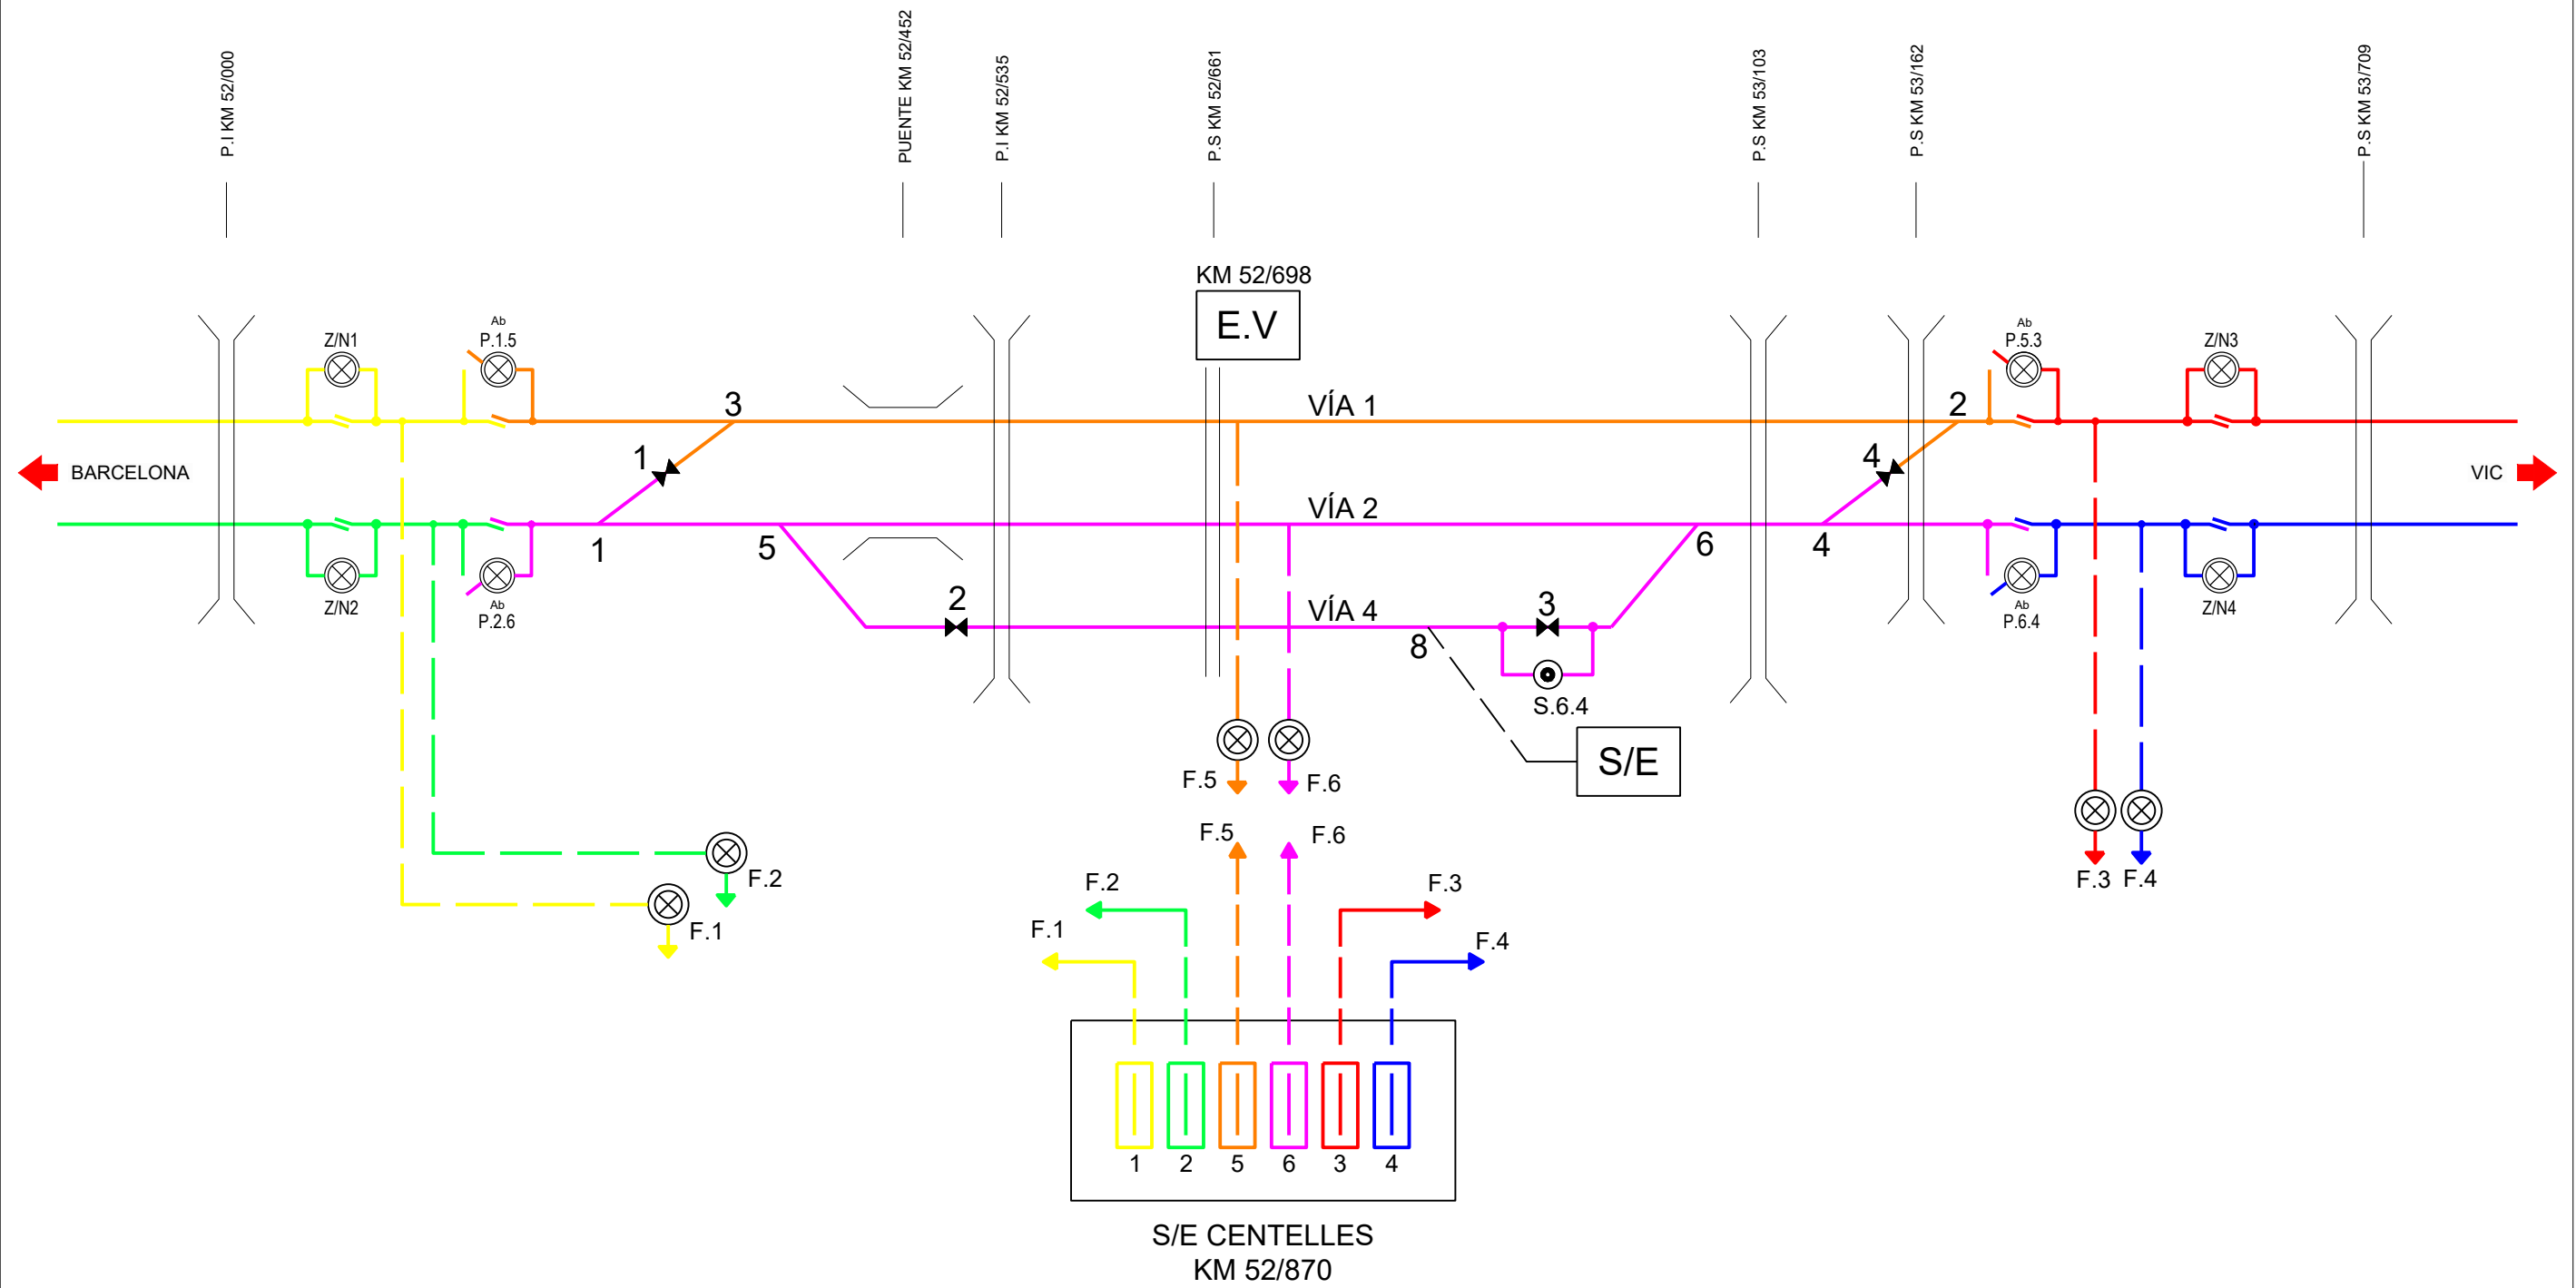 P.I KM 52/000
PUENTE KM 52/452
P.I KM 52/535
P.S KM 52/661
P.S KM 53/103
P.S KM 53/162
P.S KM 53/709
KM 52/698
E.V
Z/N1
Ab
P.1.5
Ab
P.5.3
Z/N3
3
VÍA 1
2
BARCELONA
1
4
VIC
VÍA 2
1
5
6
4
Z/N2
Ab
P.2.6
2
VÍA 4
3
8
Ab
P.6.4
Z/N4
S.6.4
S/E
F.5
F.6
F.5
F.6
F.2
F.1
F.2
F.3
F.1
F.4
F.3
F.4
1
2
5
6
3
4
S/E CENTELLES
KM 52/870